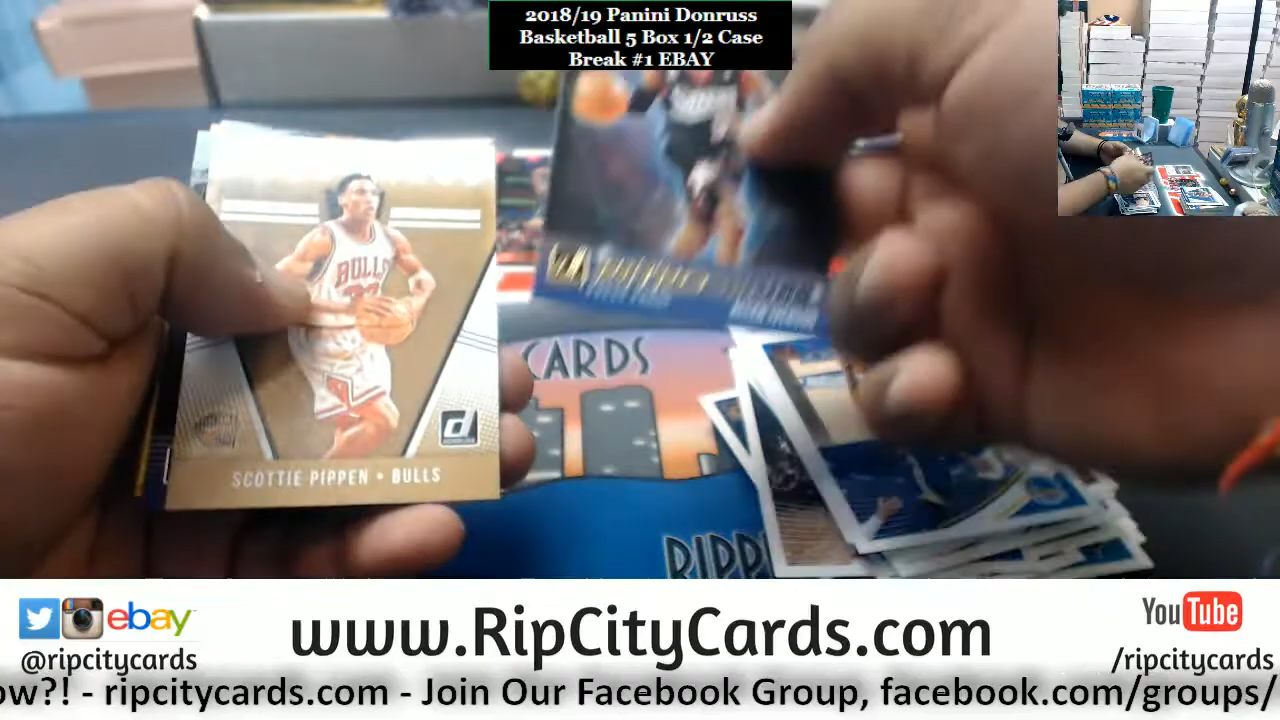 2018/19 Panini Donruss
Basketball 5 Box 1/2 Case
Break #1 EBAY
BULLS
SCOTTIE PIPPEN • BULLS
CARDS
RIPP
ebay
@ripcitycards
www.RipCityCards.com
YouTube
/ripcitycards
ow?! - ripcitycards.com - Join Our Facebook Group, facebook.com/groups/